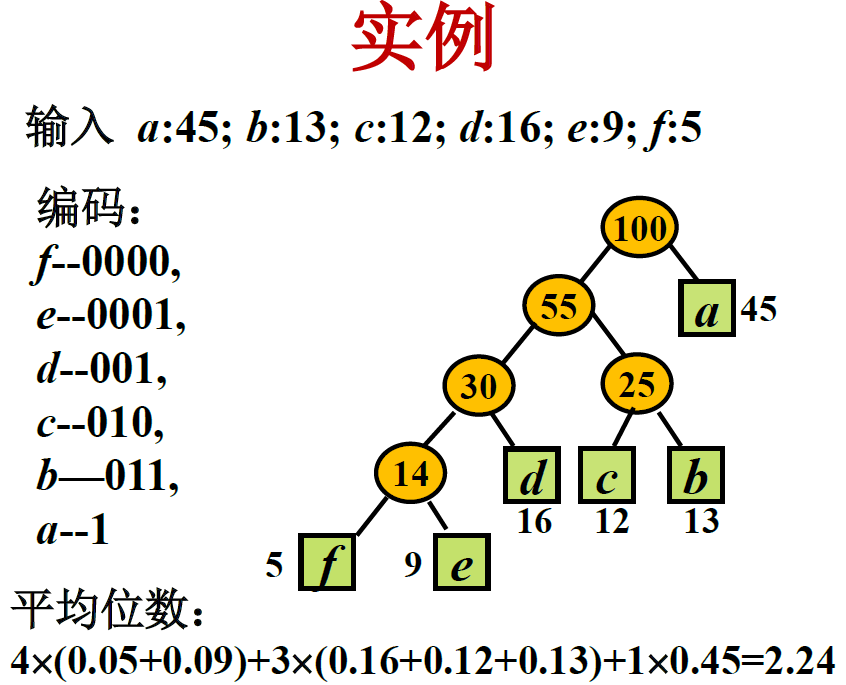 实例
输入 a:45; b:13; c:12; d:16; e:9; f:5
编码：
f--0000,
e--0001,
d--001,
c--010,
b—011,
a--1
100
55
a 45
30
25
14
d
c
b
16
12
13
5 f
9 e
平均位数：
4×(0.05+0.09)+3×(0.16+0.12+0.13)+1×0.45=2.24